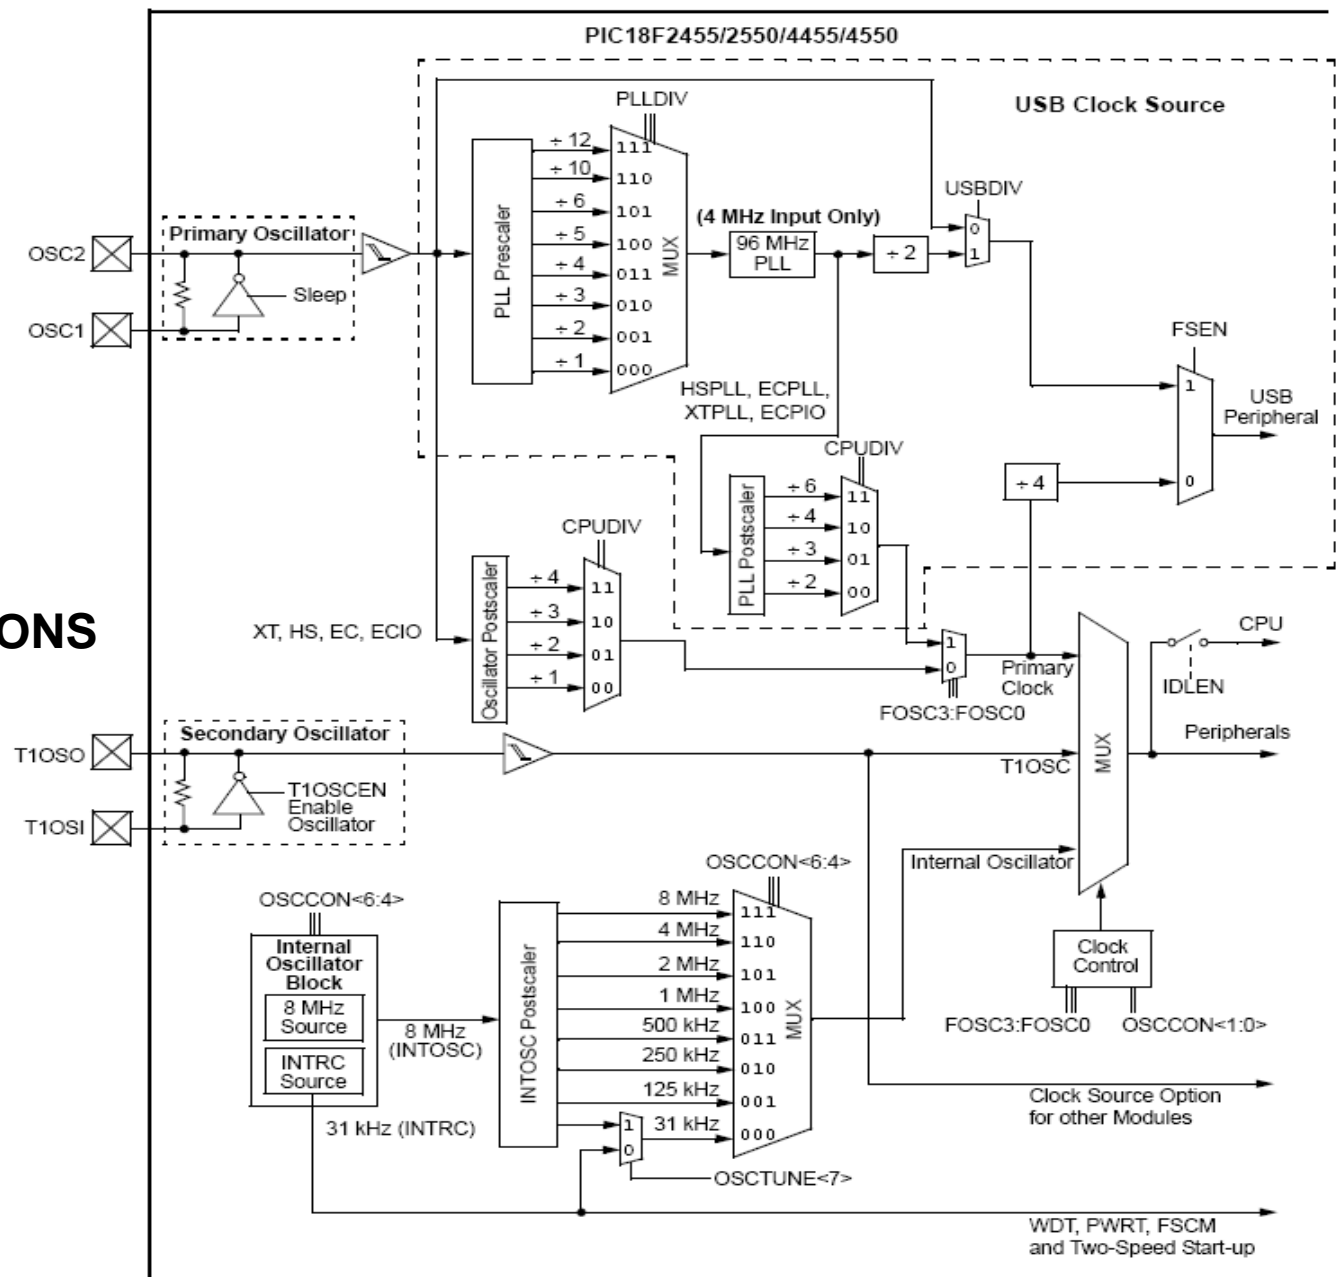 PIC18F2455/2550/4455/4550
PLLDIV
USB Clock Source
÷ 12
111
÷ 10
110
÷ 6
101
÷ 5
100
÷ 4
011
÷ 3
010
÷ 2
001
÷ 1
000
PLL Prescaler
MUX
USBDIV
(4 MHz Input Only)
0
1
96 MHz
PLL
÷ 2
Primary Oscillator
OSC2
Sleep
OSC1
FSEN
1
USB
Peripheral
0
HSPLL, ECPLL,
XTPLL, ECPIO
CPUDIV
÷ 4
PLL Postscaler
÷ 6
11
÷ 4
10
÷ 3
01
÷ 2
00
CPUDIV
Oscillator Postscaler
÷ 4
11
÷ 3
10
÷ 2
01
÷ 1
00
ONS
XT, HS, EC, ECIO
1
0
Primary
Clock
FOSC3:FOSC0
CPU
IDLEN
Peripherals
MUX
Secondary Oscillator
T1OSO
T1OSC
T1OSCEN
Enable
Oscillator
T1OSI
OSCCON<6:4>
Internal Oscillator
OSCCON<6:4>
Internal
Oscillator
Block
8 MHz
Source
INTRC
Source
8 MHz
(INTOSC)
31 kHz (INTRC)
INTOSC Postscaler
8 MHz
111
4 MHz
110
2 MHz
101
1 MHz
100
500 kHz
011
250 kHz
010
125 kHz
001
1
0
31 kHz
000
MUX
OSCTUNE<7>
Clock
Control
FOSC3:FOSC0
OSCCON<1:0>
Clock Source Option
for other Modules
WDT, PWRT, FSCM
and Two-Speed Start-up